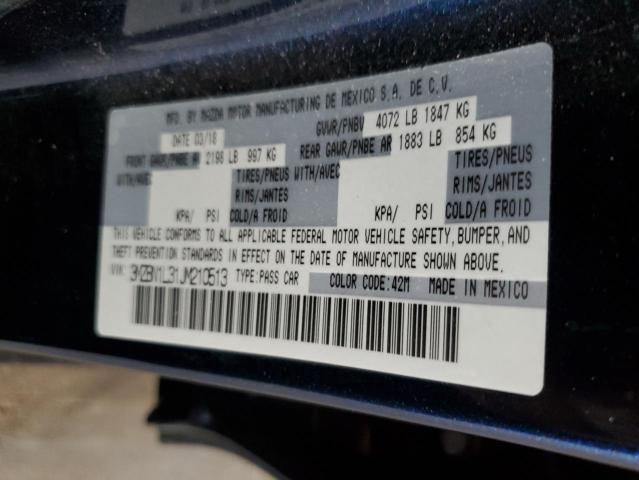 MFD. BY MAZDA MOTOR MANUFACTURING DE MEXICO S.A. DE C.V.
DATE 03/18 GVWR/PNBV 4072 LB 1847 KG
FRONT GAWR/PNBE A 2198 LB 997 KG REAR GAWR/PNBE AR 1883 LB 854 KG
WITH/AVEC TIRES/PNEUS WITH/AVEC TIRES/PNEUS
RIMS/JANTES RIMS/JANTES
KPA/ PSI COLD/A FROID KPA/ PSI COLD/A FROID
THIS VEHICLE CONFORMS TO ALL APPLICABLE FEDERAL MOTOR VEHICLE SAFETY, BUMPER, AND
THEFT PREVENTION STANDARDS IN EFFECT ON THE DATE OF MANUFACTURE SHOWN ABOVE.
VIN: 3MZBN1L31JM210513 TYPE:PASS CAR COLOR CODE:42M MADE IN MEXICO